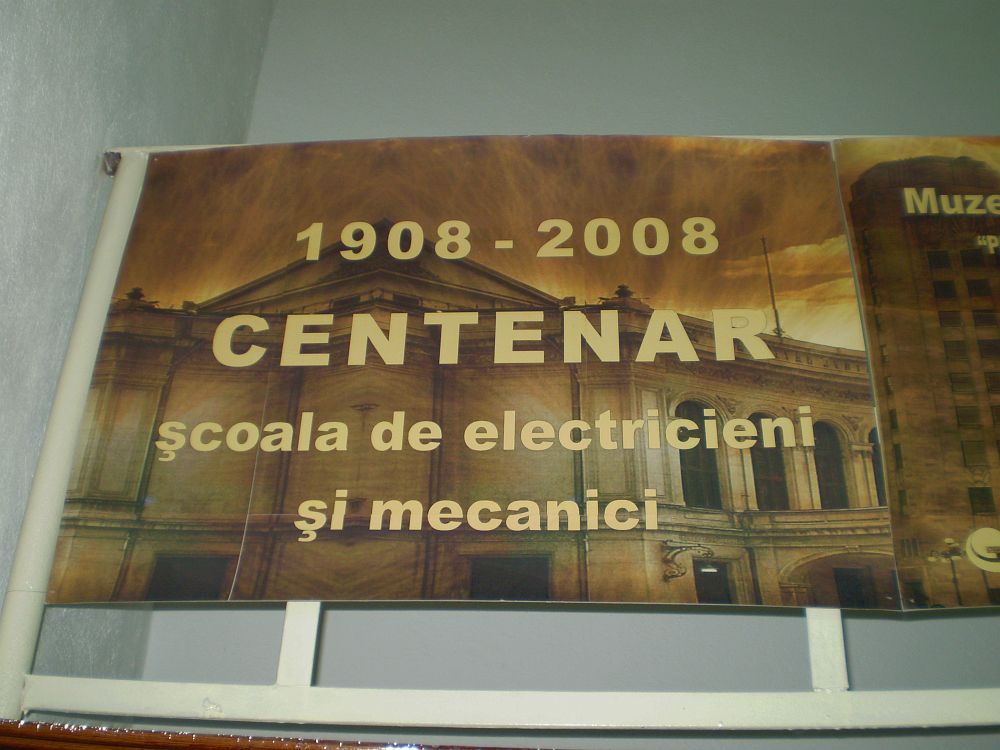 1908 - 2008
CENTENAR
şcoala de electricieni
şi mecanici